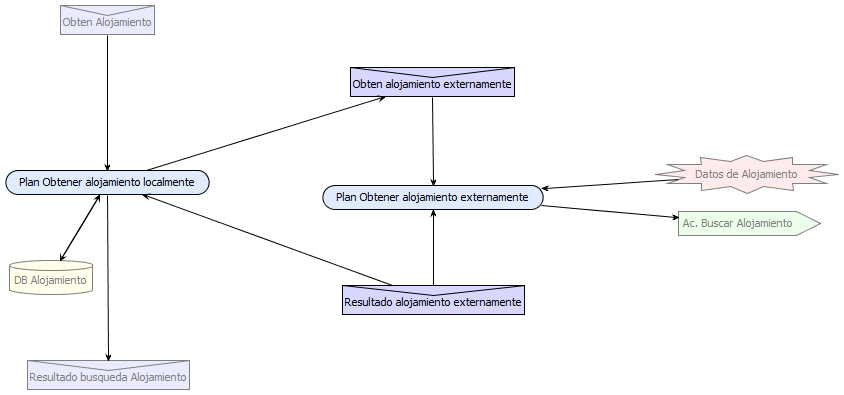 Obten Alojamiento
Obten alojamiento externamente
Plan Obtener alojamiento localmente
Datos de Alojamiento
Plan Obtener alojamiento externamente
Ac. Buscar Alojamiento
DB Alojamiento
Resultado alojamiento externamente
Resultado busqueda Alojamiento